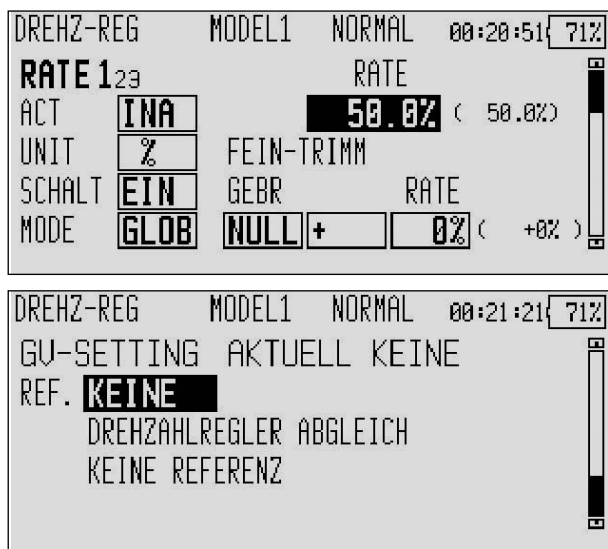 DREHZ-REG MODEL1 NORMAL 00:20:51 71%
RATE 123 RATE
ACT INA 50.0% ( 50.0%)
UNIT % FEIN-TRIMM
SCHALT EIN GEBR RATE
MODE GLOB NULL + 0% ( +0% )
DREHZ-REG MODEL1 NORMAL 00:21:21 71%
GV-SETTING AKTUELL KEINE
REF. KEINE
DREHZAHLREGLER ABGLEICH
KEINE REFERENZ